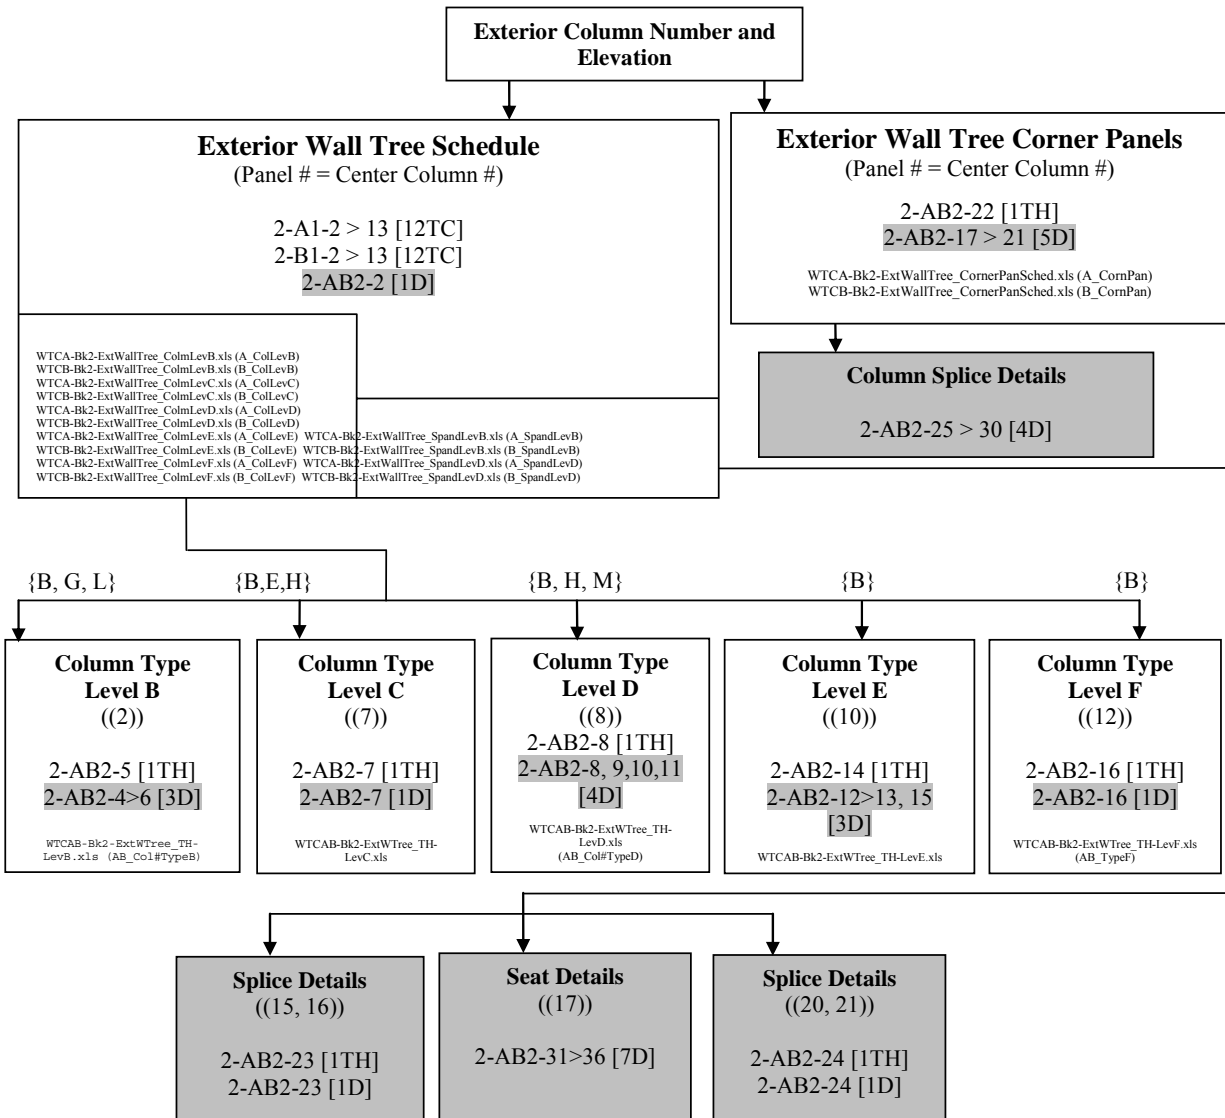 Exterior Column Number and
Elevation
Exterior Wall Tree Schedule
(Panel # = Center Column #)
2-A1-2 > 13 [12TC]
2-B1-2 > 13 [12TC]
2-AB2-2 [1D]
WTCA-Bk2-ExtWallTree_ColmLevB.xls (A_ColLevB)
WTCB-Bk2-ExtWallTree_ColmLevB.xls (B_ColLevB)
WTCA-Bk2-ExtWallTree_ColmLevC.xls (A_ColLevC)
WTCB-Bk2-ExtWallTree_ColmLevC.xls (B_ColLevC)
WTCA-Bk2-ExtWallTree_ColmLevD.xls (A_ColLevD)
WTCB-Bk2-ExtWallTree_ColmLevD.xls (B_ColLevD)
WTCA-Bk2-ExtWallTree_ColmLevE.xls (A_ColLevE) WTCA-Bk2-ExtWallTree_SpandLevB.xls (A_SpandLevB)
WTCB-Bk2-ExtWallTree_ColmLevE.xls (B_ColLevE) WTCB-Bk2-ExtWallTree_SpandLevB.xls (B_SpandLevB)
WTCA-Bk2-ExtWallTree_ColmLevF.xls (A_ColLevF) WTCA-Bk2-ExtWallTree_SpandLevD.xls (A_SpandLevD)
WTCB-Bk2-ExtWallTree_ColmLevF.xls (B_ColLevF) WTCB-Bk2-ExtWallTree_SpandLevD.xls (B_SpandLevD)
Exterior Wall Tree Corner Panels
(Panel # = Center Column #)
2-AB2-22 [1TH]
2-AB2-17 > 21 [5D]
WTCA-Bk2-ExtWallTree_CornerPanSched.xls (A_CornPan)
WTCB-Bk2-ExtWallTree_CornerPanSched.xls (B_CornPan)
Column Splice Details
2-AB2-25 > 30 [4D]
{B, G, L}
{B,E,H}
{B, H, M}
{B}
{B}
Column Type
Level B
((2))
2-AB2-5 [1TH]
2-AB2-4>6 [3D]
WTCAB-Bk2-ExtWTree_TH-
LevB.xls (AB_Col#TypeB)
Column Type
Level C
((7))
2-AB2-7 [1TH]
2-AB2-7 [1D]
WTCAB-Bk2-ExtWTree_TH-
LevC.xls
Column Type
Level D
((8))
2-AB2-8 [1TH]
2-AB2-8, 9,10,11
[4D]
WTCAB-Bk2-ExtWTree_TH-
LevD.xls
(AB_Col#TypeD)
Column Type
Level E
((10))
2-AB2-14 [1TH]
2-AB2-12>13, 15
[3D]
WTCAB-Bk2-ExtWTree_TH-LevE.xls
Column Type
Level F
((12))
2-AB2-16 [1TH]
2-AB2-16 [1D]
WTCAB-Bk2-ExtWTree_TH-LevF.xls
(AB_TypeF)
Splice Details
((15, 16))
2-AB2-23 [1TH]
2-AB2-23 [1D]
Seat Details
((17))
2-AB2-31>36 [7D]
Splice Details
((20, 21))
2-AB2-24 [1TH]
2-AB2-24 [1D]